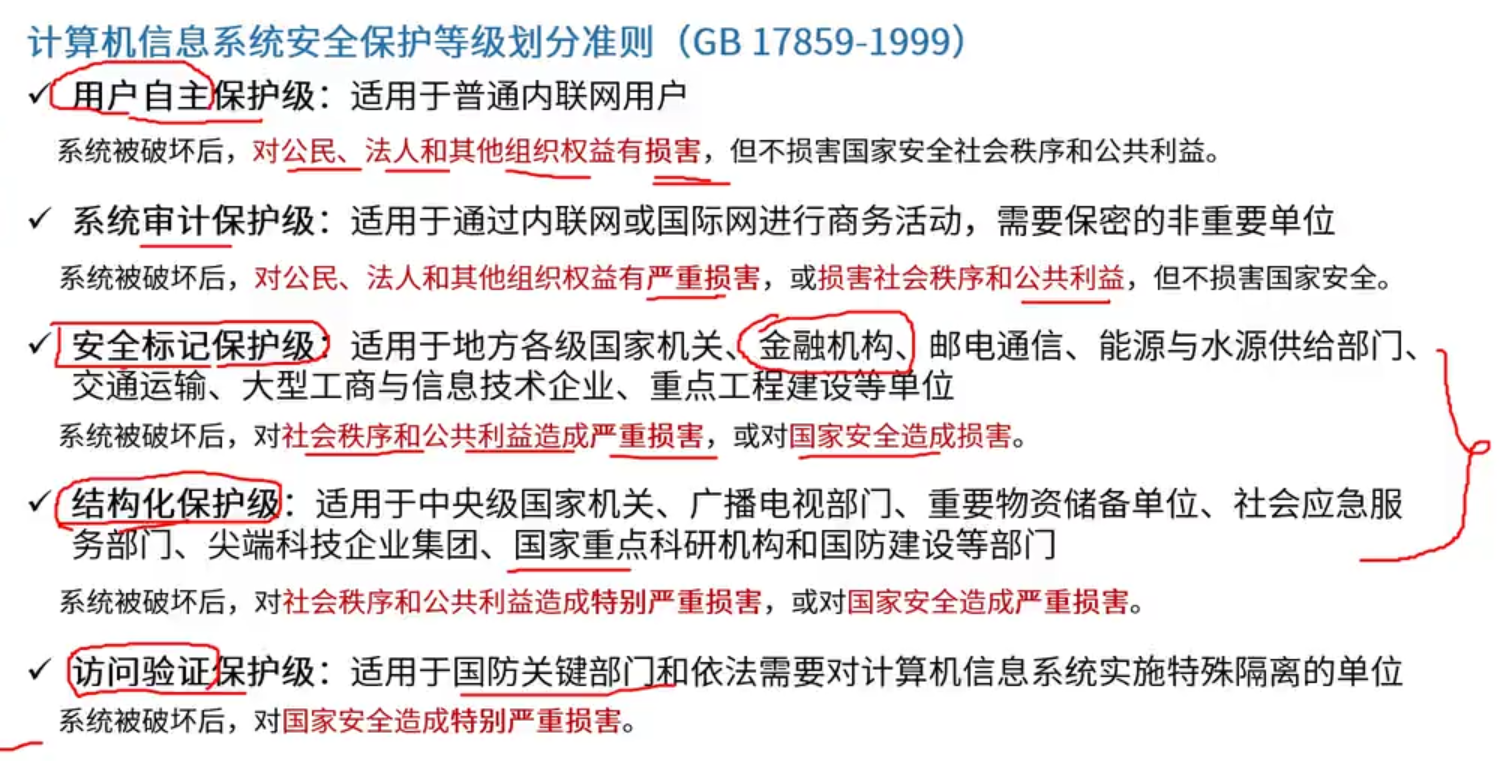 计算机信息系统安全保护等级划分准则（GB 17859-1999）
✓ 用户自主保护级：适用于普通内联网用户
系统被破坏后，对公民、法人和其他组织权益有损害，但不损害国家安全社会秩序和公共利益。
✓ 系统审计保护级：适用于通过内联网或国际网进行商务活动，需要保密的非重要单位
系统被破坏后，对公民、法人和其他组织权益有严重损害，或损害社会秩序和公共利益，但不损害国家安全。
✓ 安全标记保护级：适用于地方各级国家机关、金融机构、邮电通信、能源与水源供给部门、
交通运输、大型工商与信息技术企业、重点工程建设等单位
系统被破坏后，对社会秩序和公共利益造成严重损害，或对国家安全造成损害。
✓ 结构化保护级：适用于中央级国家机关、广播电视部门、重要物资储备单位、社会应急服
务部门、尖端科技企业集团、国家重点科研机构和国防建设等部门
系统被破坏后，对社会秩序和公共利益造成特别严重损害，或对国家安全造成严重损害。
✓ 访问验证保护级：适用于国防关键部门和依法需要对计算机信息系统实施特殊隔离的单位
系统被破坏后，对国家安全造成特别严重损害。